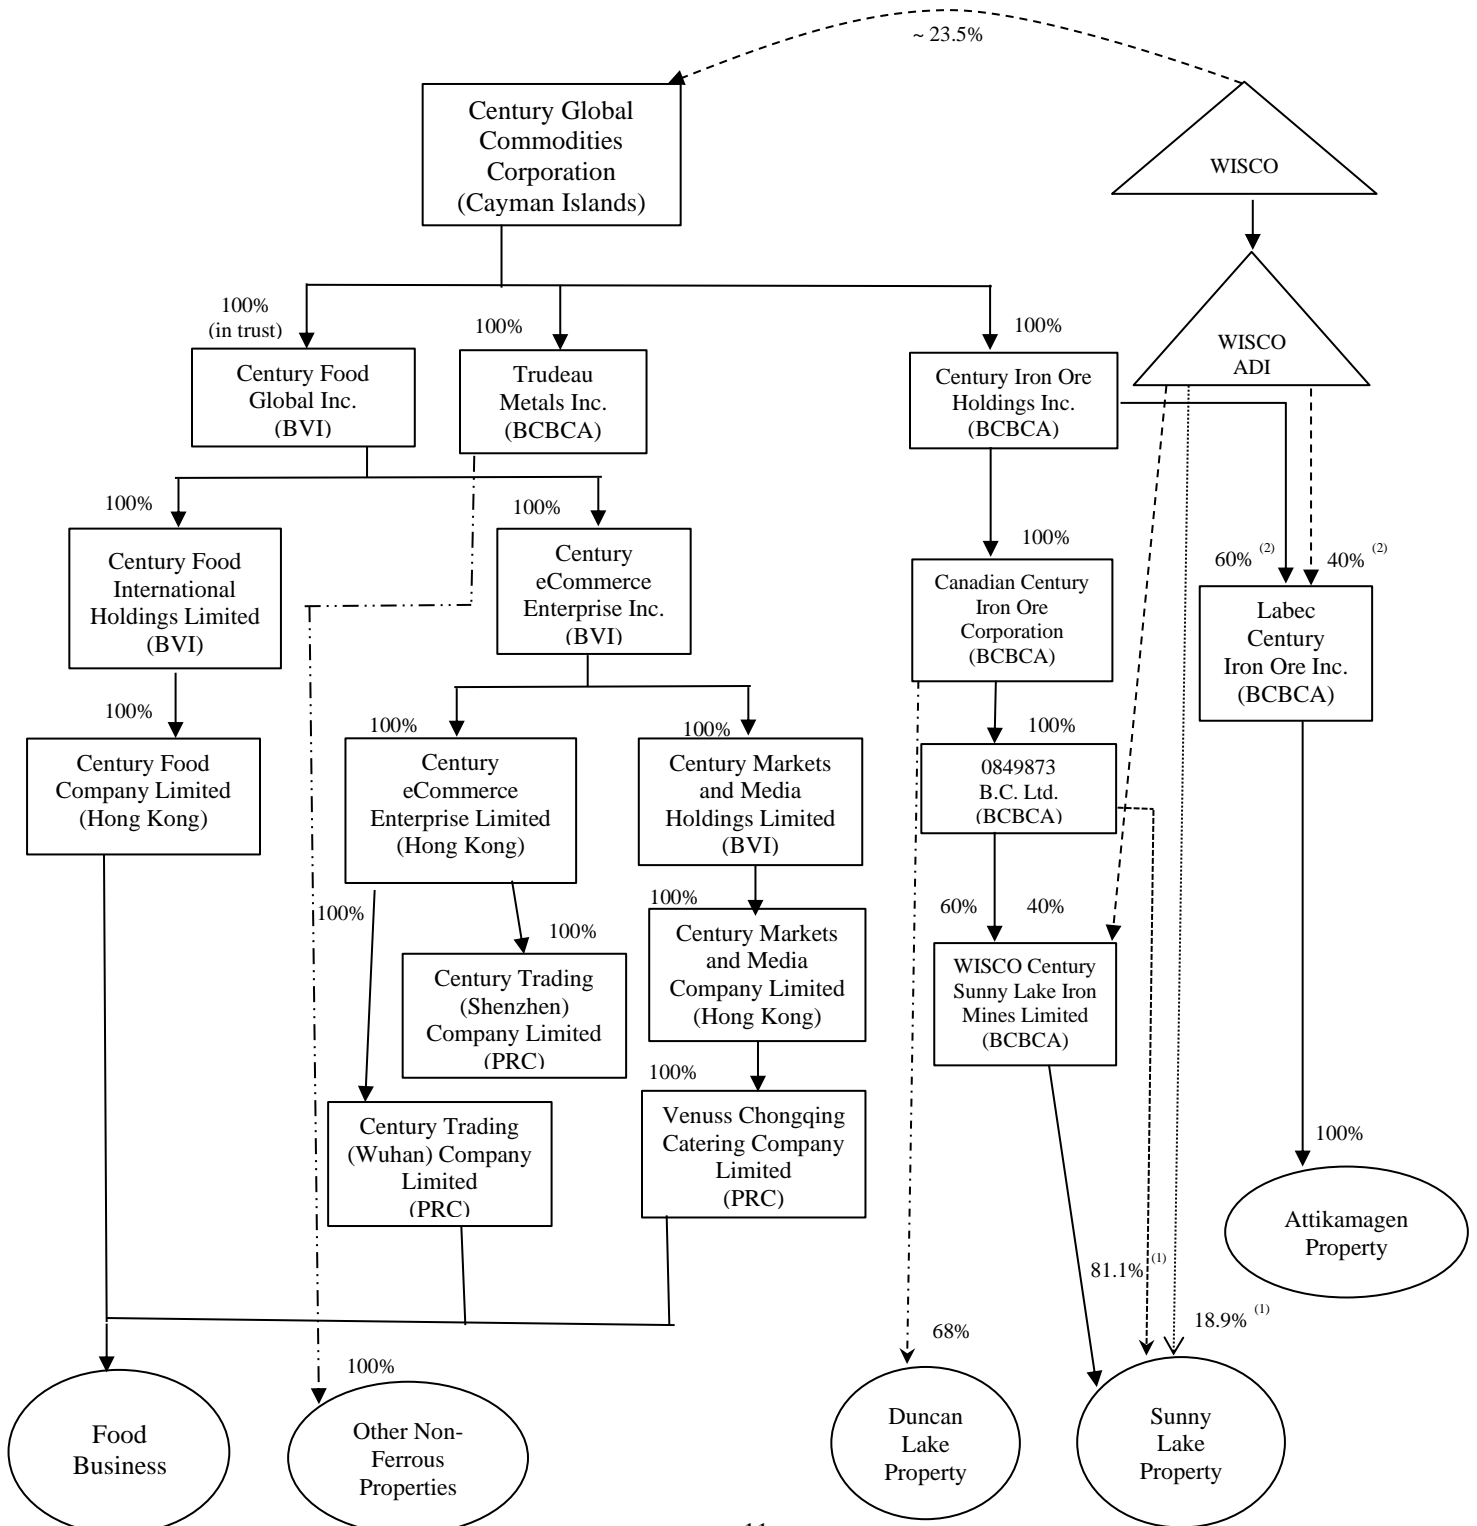 ~ 23.5%
Century Global
Commodities
Corporation
(Cayman Islands)
WISCO
100%
(in trust)
100%
100%
WISCO
ADI
Century Food
Global Inc.
(BVI)
Trudeau
Metals Inc.
(BCBCA)
Century Iron Ore
Holdings Inc.
(BCBCA)
100%
100%
100%
60% (2)
40% (2)
Century Food
International
Holdings Limited
(BVI)
Century
eCommerce
Enterprise Inc.
(BVI)
Canadian Century
Iron Ore
Corporation
(BCBCA)
Labec
Century
Iron Ore Inc.
(BCBCA)
100%
100%
100%
100%
Century Food
Company Limited
(Hong Kong)
Century
eCommerce
Enterprise Limited
(Hong Kong)
Century Markets
and Media
Holdings Limited
(BVI)
0849873
B.C. Ltd.
(BCBCA)
100%
100%
100%
60%
40%
Century Trading
(Shenzhen)
Company Limited
(PRC)
Century Markets
and Media
Company Limited
(Hong Kong)
WISCO Century
Sunny Lake Iron
Mines Limited
(BCBCA)
100%
Century Trading
(Wuhan) Company
Limited
(PRC)
Venuss Chongqing
Catering Company
Limited
(PRC)
100%
Attikamagen
Property
81.1% (1)
18.9% (1)
68%
100%
Food
Business
Other Non-
Ferrous
Properties
Duncan
Lake
Property
Sunny
Lake
Property